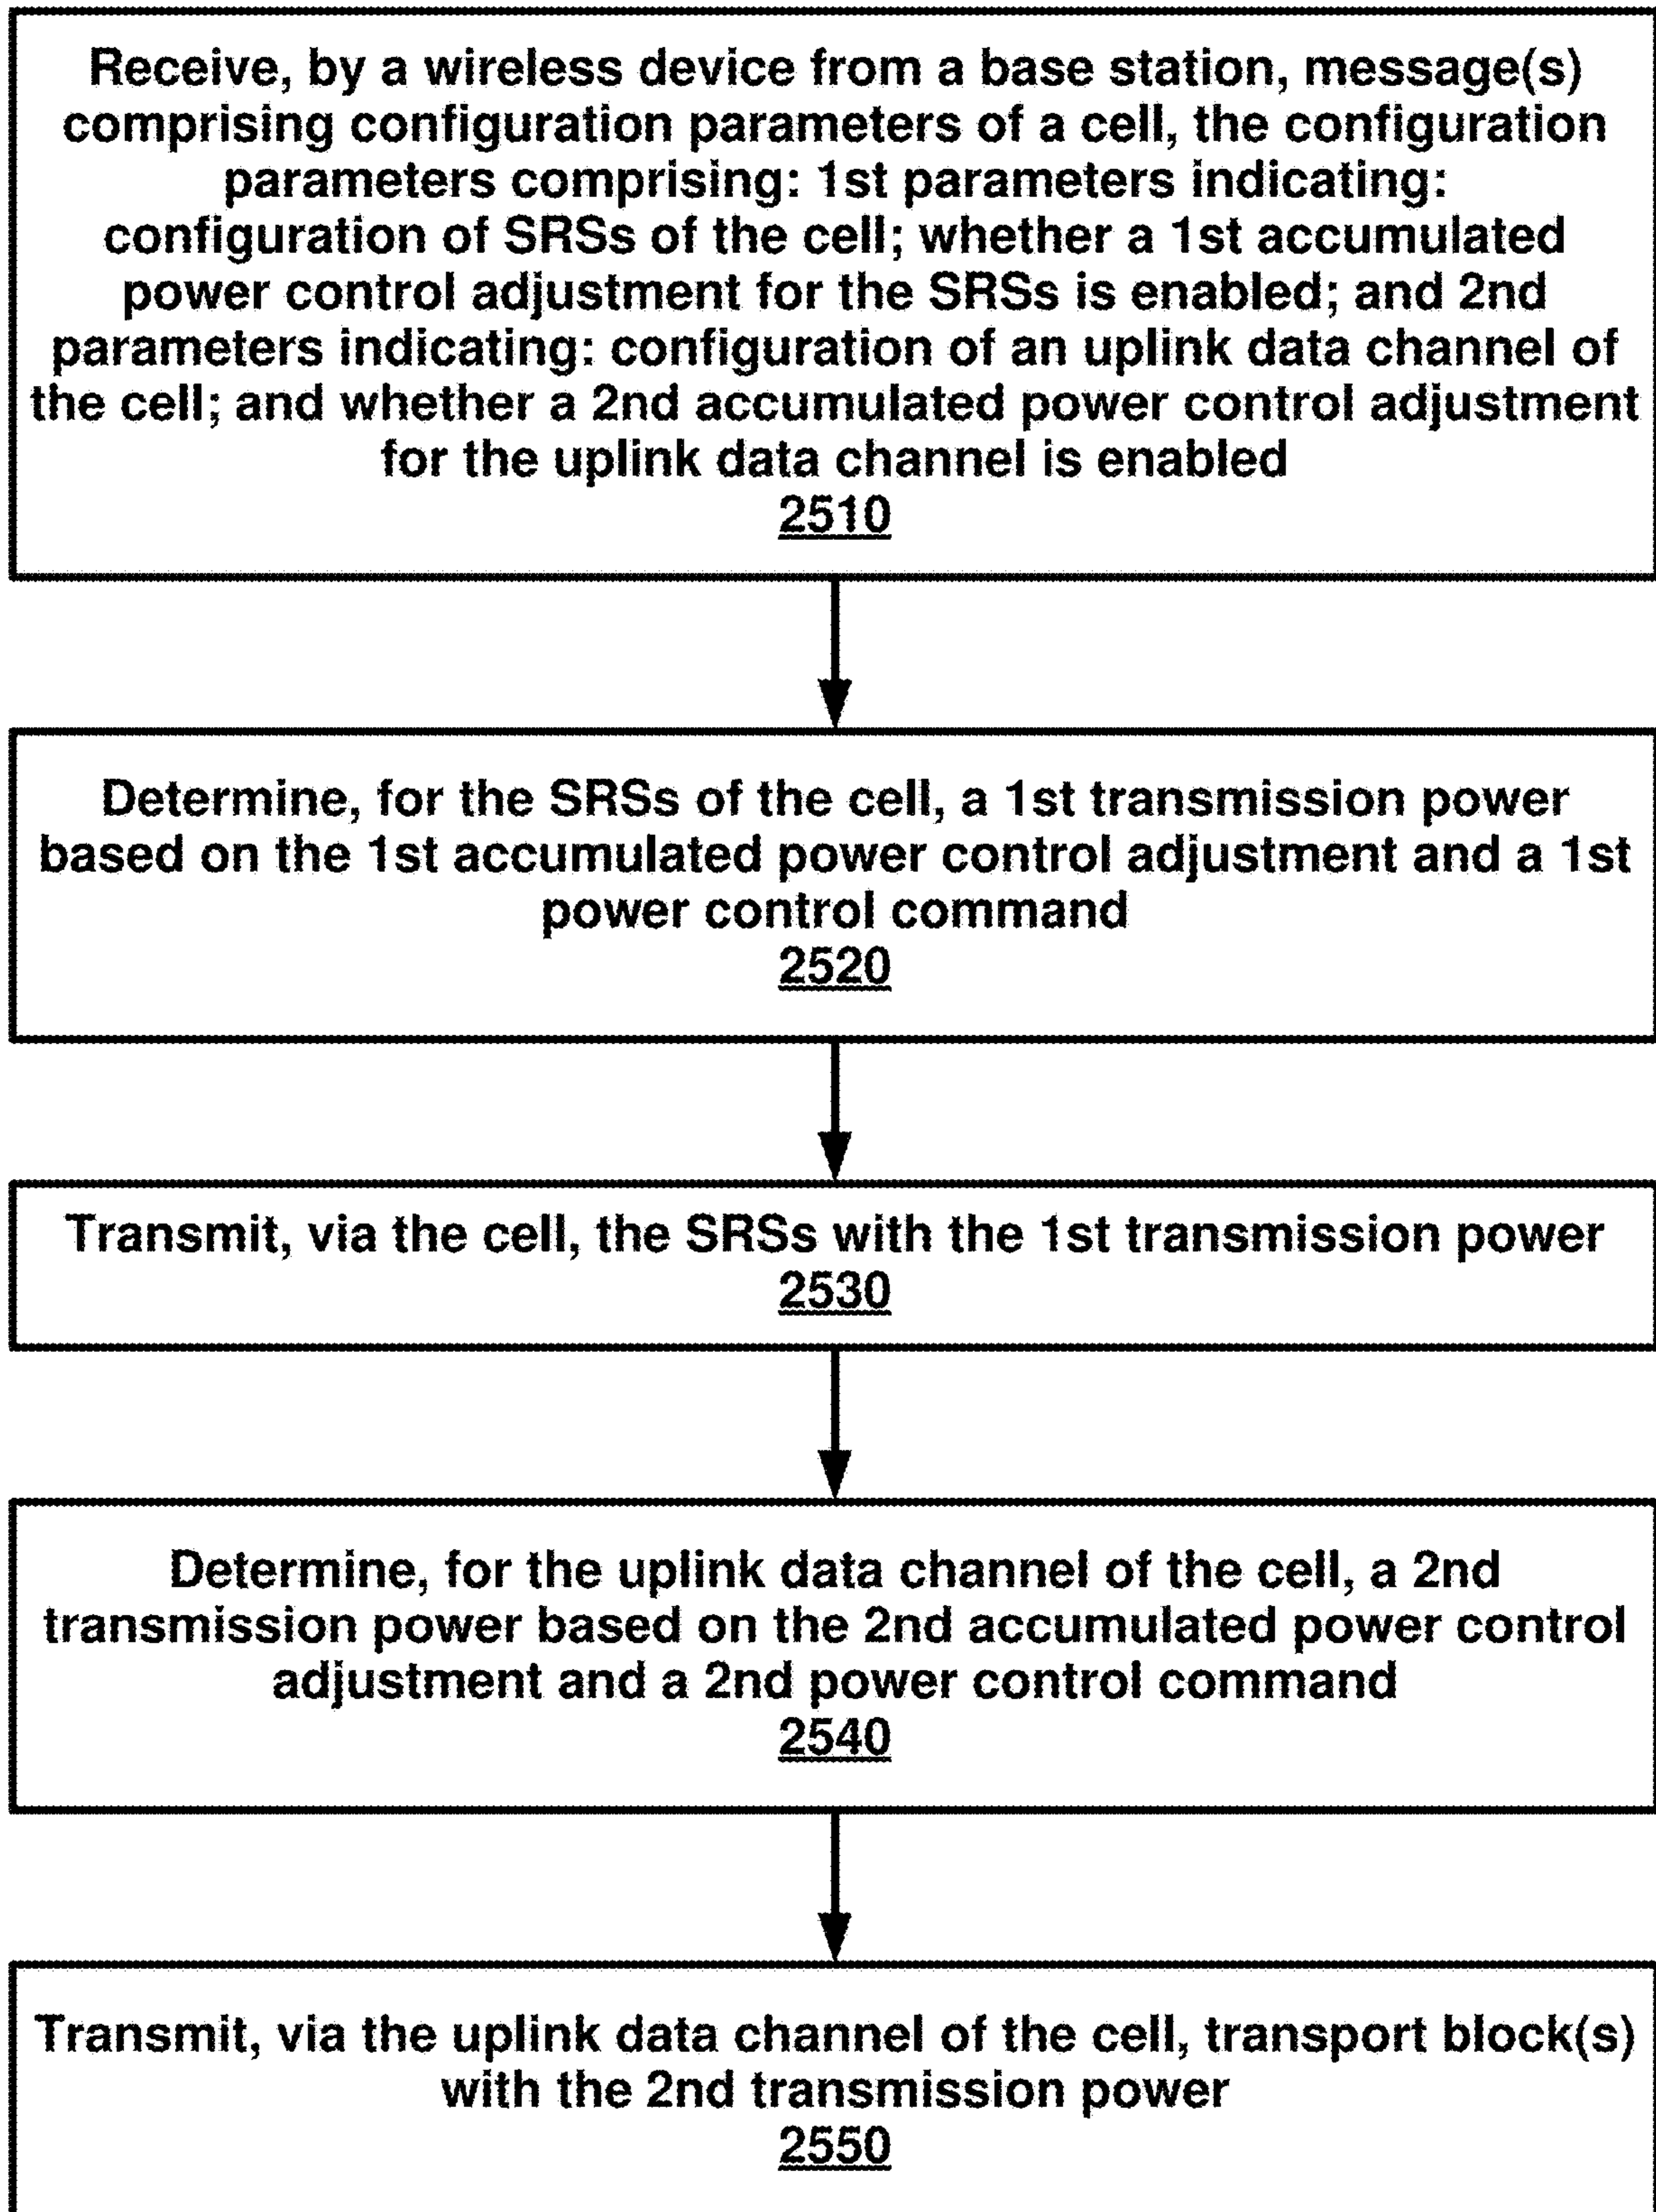 Receive, by a wireless device from a base station, message(s)
comprising configuration parameters of a cell, the configuration
parameters comprising: 1st parameters indicating:
configuration of SRSs of the cell; whether a 1st accumulated
power control adjustment for the SRSs is enabled; and 2nd
parameters indicating: configuration of an uplink data channel of
the cell; and whether a 2nd accumulated power control adjustment
for the uplink data channel is enabled
2510
Determine, for the SRSs of the cell, a 1st transmission power
based on the 1st accumulated power control adjustment and a 1st
power control command
2520
Transmit, via the cell, the SRSs with the 1st transmission power
2530
Determine, for the uplink data channel of the cell, a 2nd
transmission power based on the 2nd accumulated power control
adjustment and a 2nd power control command
2540
Transmit, via the uplink data channel of the cell, transport block(s)
with the 2nd transmission power
2550